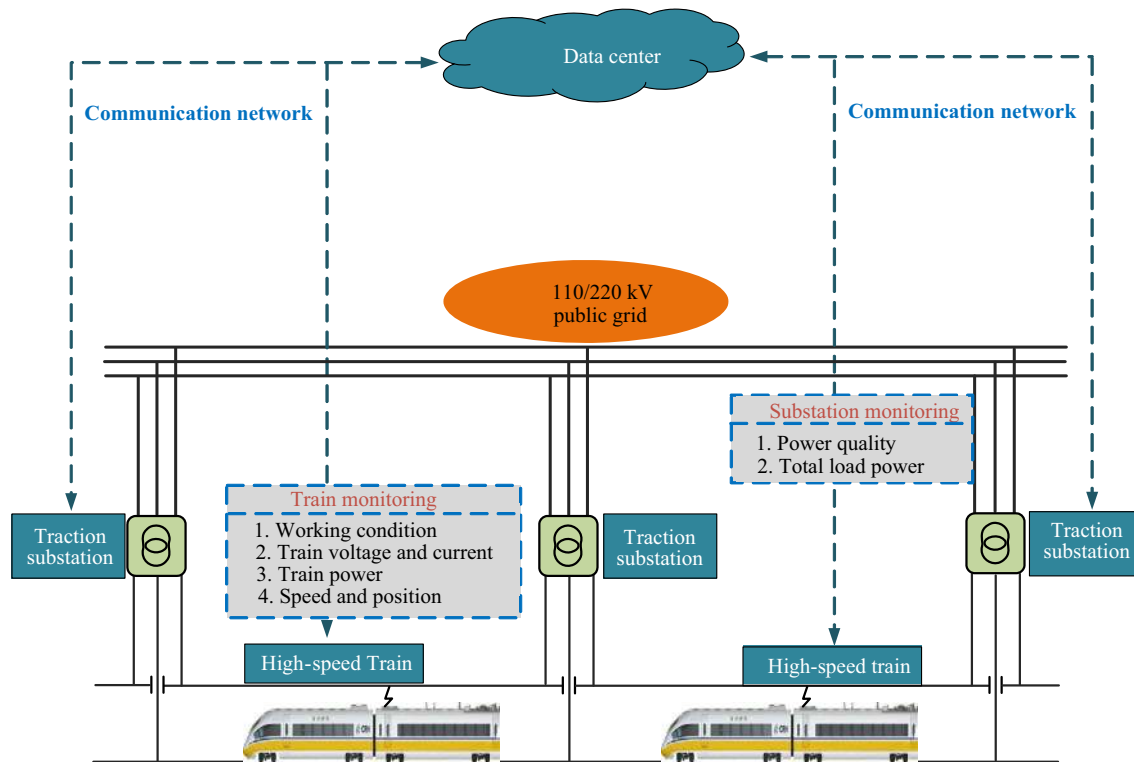 Data center
Communication network
Communication network
110/220 kV
public grid
Substation monitoring
1. Power quality
2. Total load power
Train monitoring
1. Working condition
2. Train voltage and current
3. Train power
4. Speed and position
Traction
substation
Traction
substation
Traction
substation
High-speed Train
High-speed train